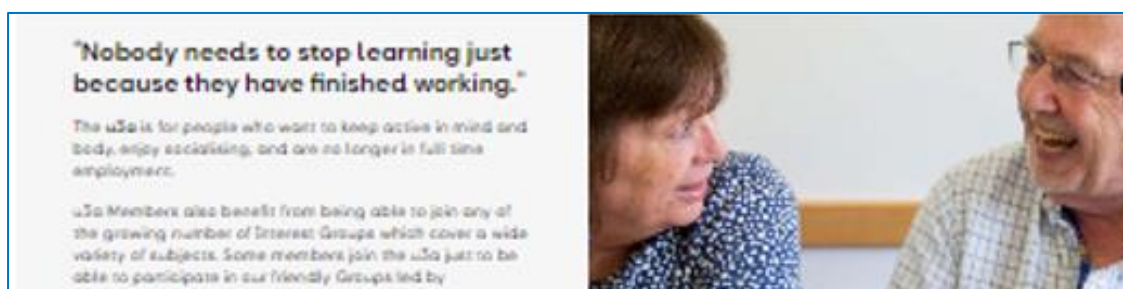 "Nobody needs to stop learning just
because they have finished working."
The u3a is for people who want to keep active in mind and
body, enjoy socialising, and are no longer in full time
employment.
u3a Members also benefit from being able to join any of
the growing number of Interest Groups which cover a wide
variety of subjects. Some members join the u3a just to be
able to participate in our friendly Groups led by